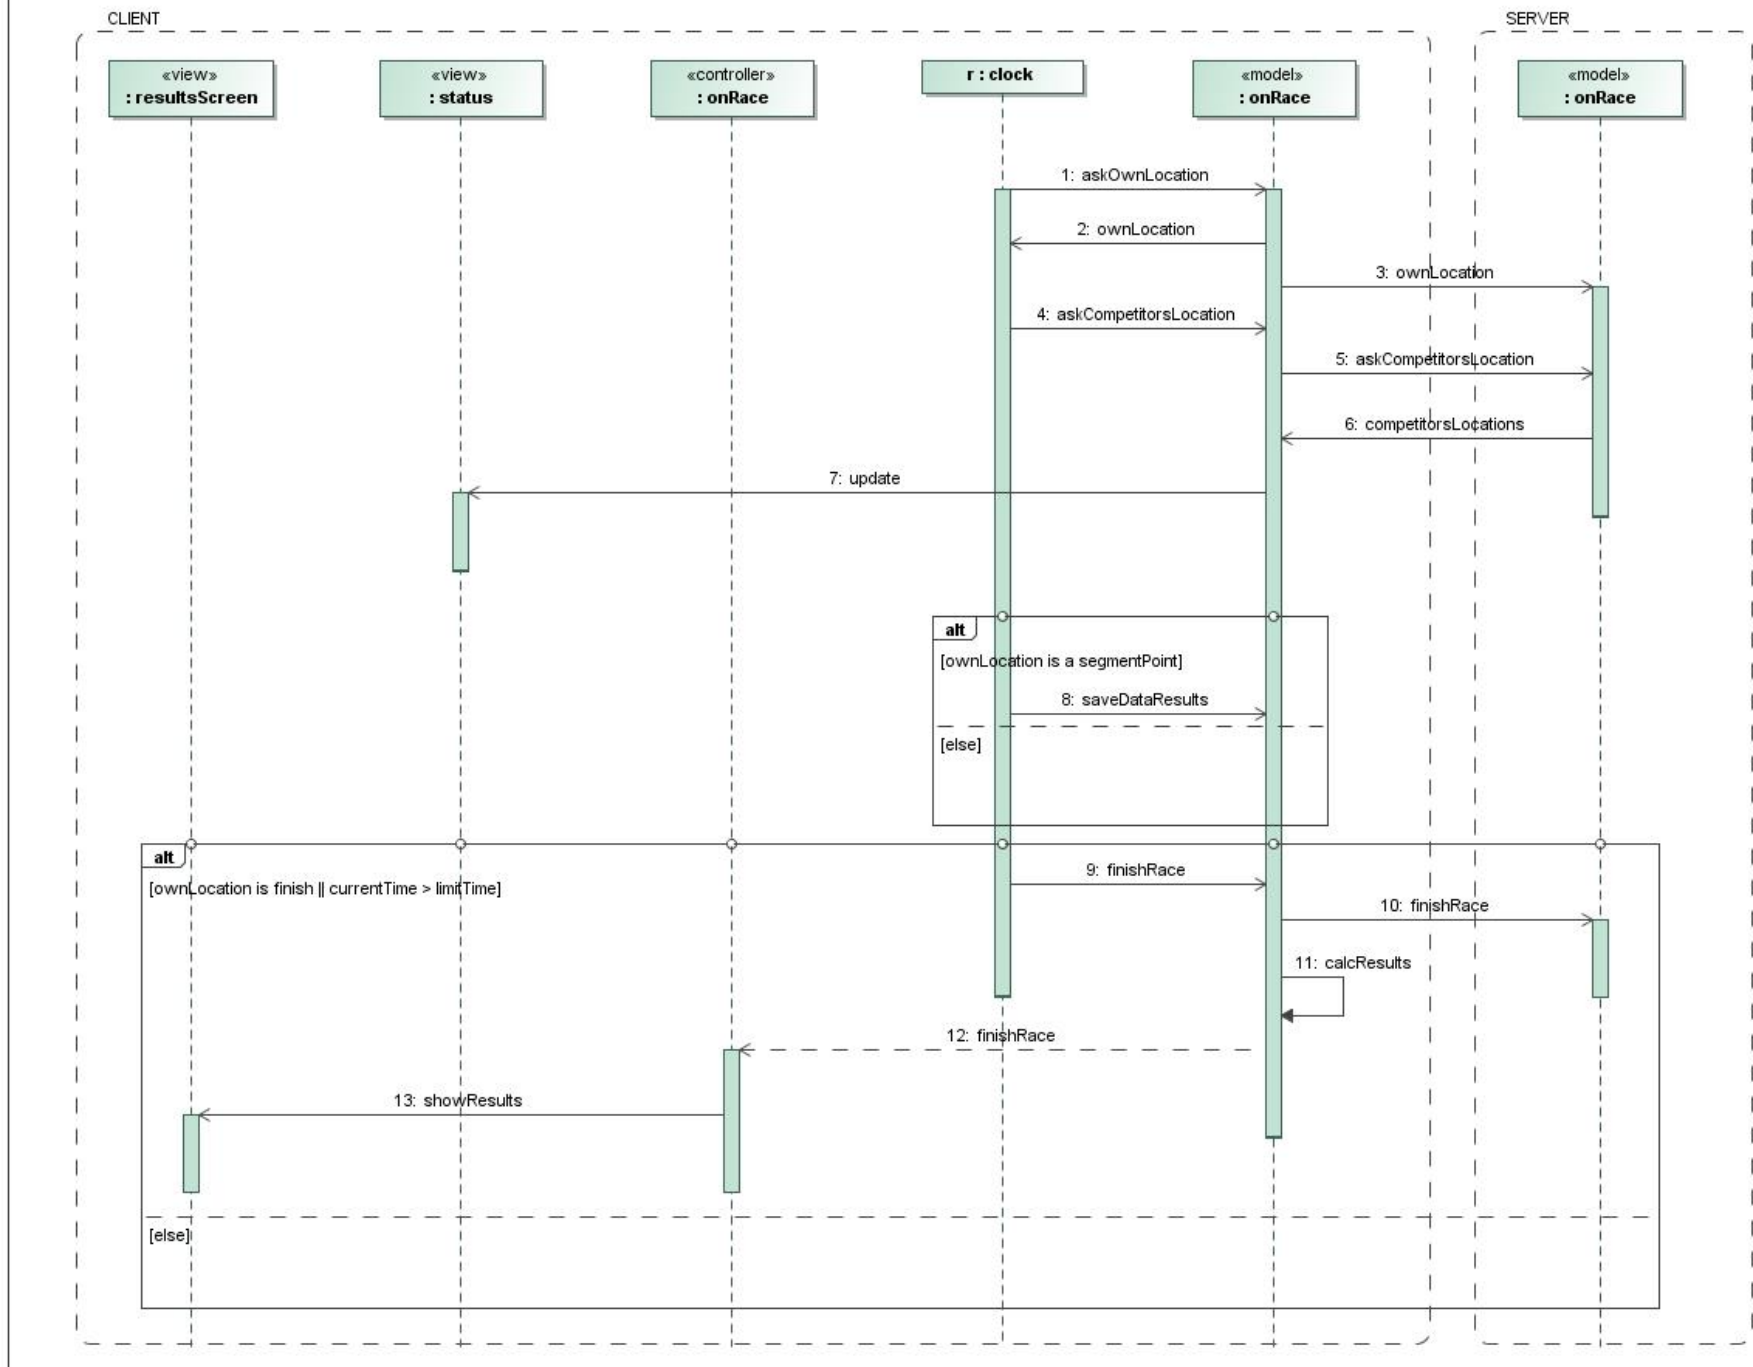 CLIENT
SERVER
«view»
: resultsScreen
«view»
: status
«controller»
: onRace
r : clock
«model»
: onRace
«model»
: onRace
1: askOwnLocation
2: ownLocation
3: ownLocation
4: askCompetitorsLocation
5: askCompetitorsLocation
6: competitorsLocations
7: update
alt
[ownLocation is a segmentPoint]
8: saveDataResults
[else]
alt
[ownLocation is finish || currentTime > limitTime]
9: finishRace
10: finishRace
11: calcResults
12: finishRace
13: showResults
[else]